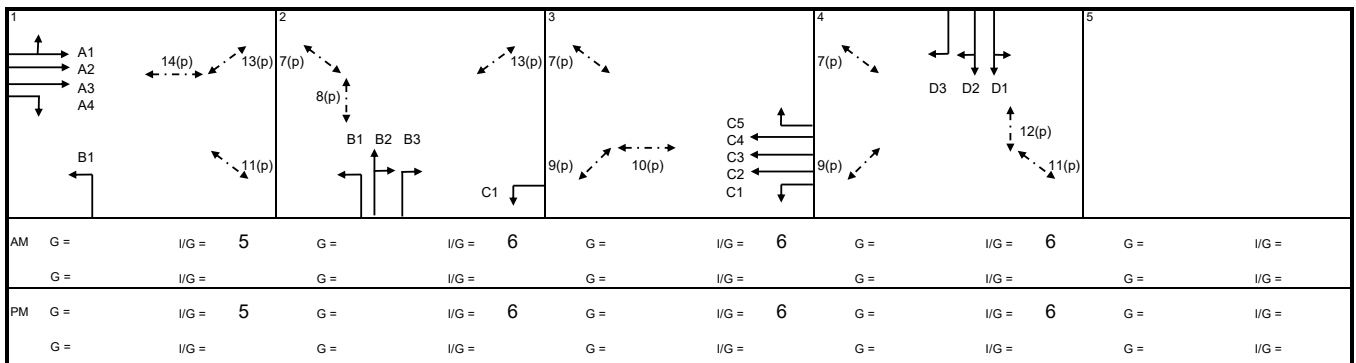 1
A1
A2
A3
A4
14(p)
13(p)
11(p)
B1
2
7(p)
8(p)
13(p)
B1 B2 B3
C1
3
7(p)
9(p)
10(p)
C5
C4
C3
C2
C1
4
7(p)
9(p)
D3 D2 D1
12(p)
11(p)
5
AM G = I/G = 5 G = I/G = 6 G = I/G = 6 G = I/G = 6 G = I/G =
G = I/G = G = I/G = G = I/G = G = I/G = G = I/G =
PM G = I/G = 5 G = I/G = 6 G = I/G = 6 G = I/G = 6 G = I/G =
G = I/G = G = I/G = G = I/G = G = I/G = G = I/G =